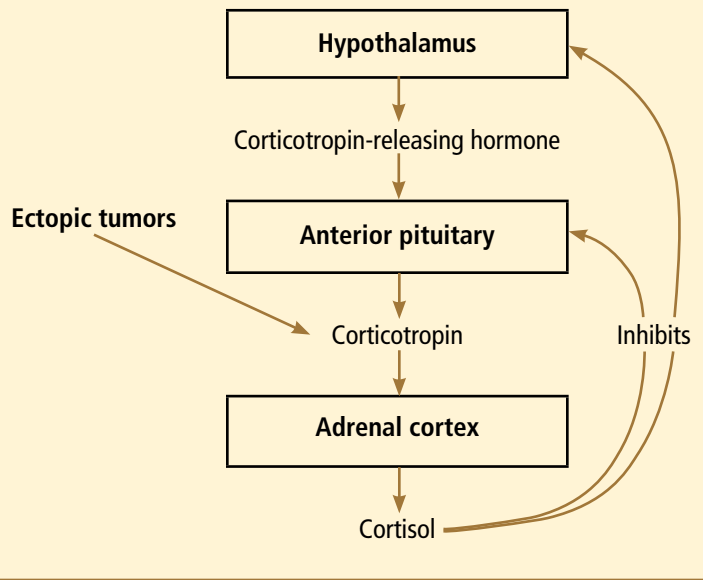 Hypothalamus
Corticotropin-releasing hormone
Ectopic tumors
Anterior pituitary
Corticotropin
Inhibits
Adrenal cortex
Cortisol